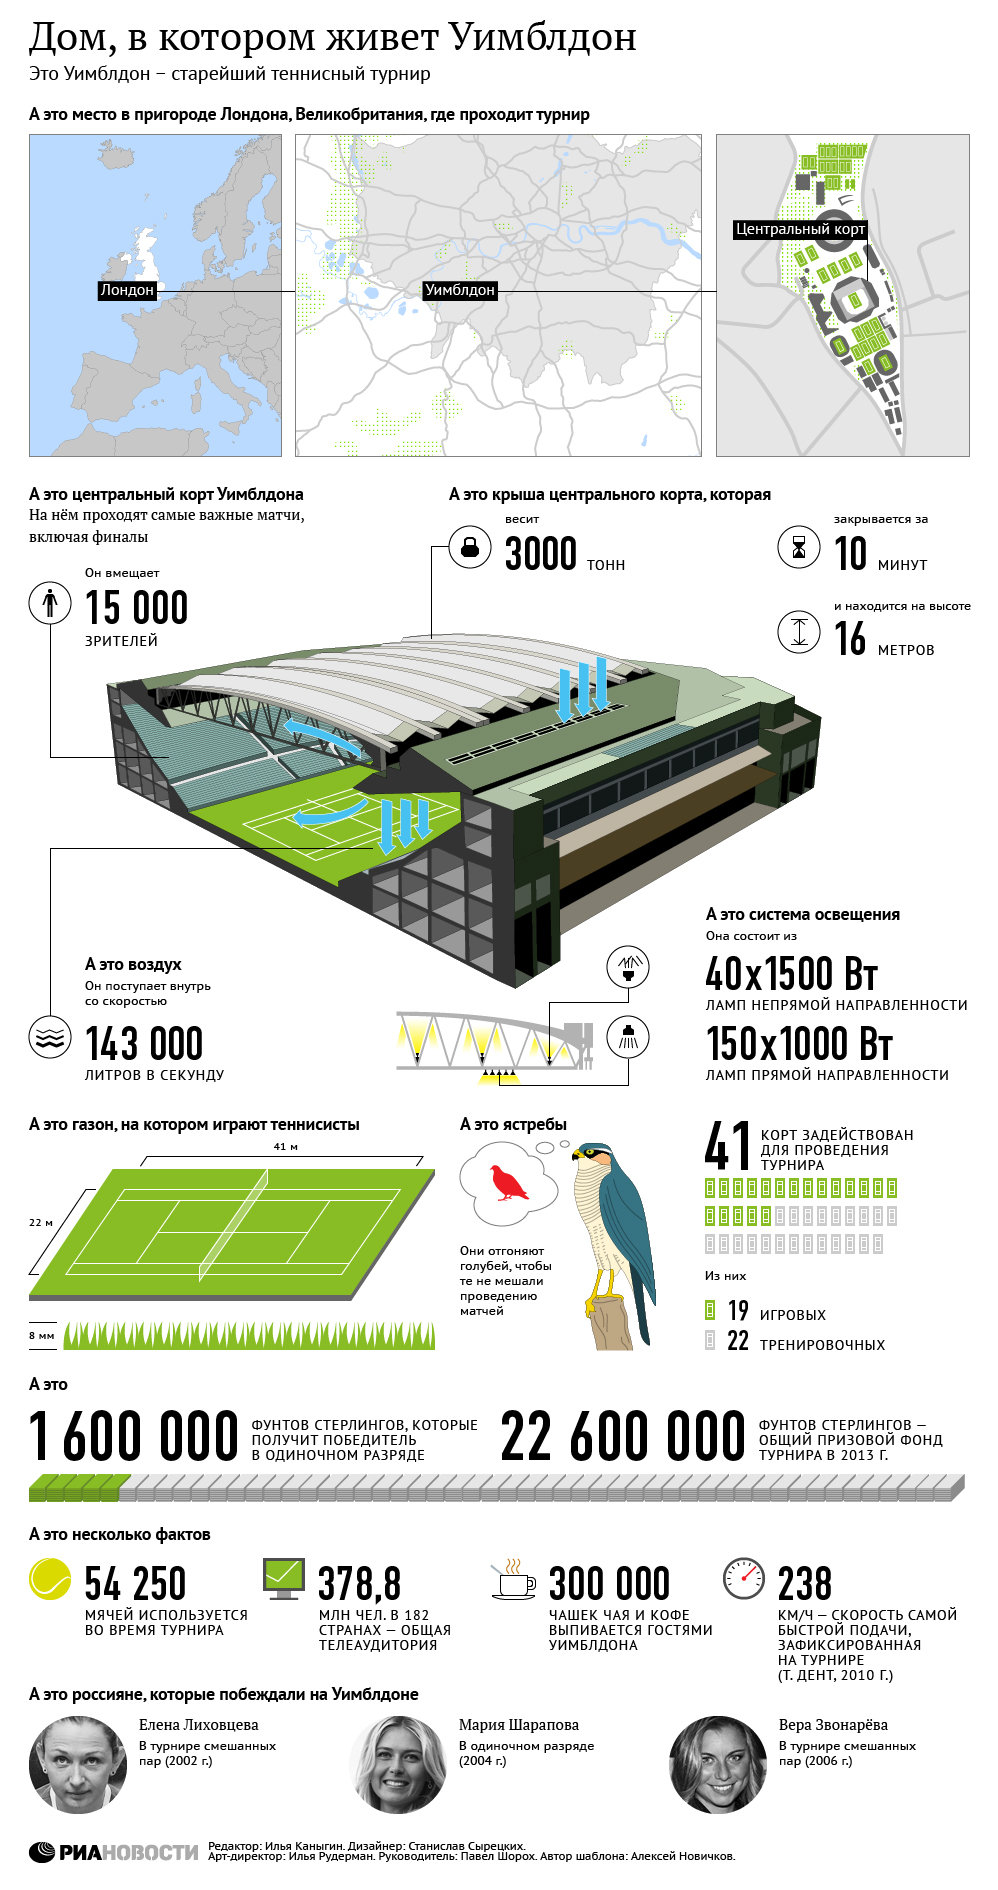 Дом, в котором живет Уимблдон
Это Уимблдон – старейший теннисный турнир
А это место в пригороде Лондона, Великобритания, где проходит турнир
Лондон
Уимблдон
Центральный корт
А это центральный корт Уимблдона
На нём проходят самые важные матчи,
включая финалы
Он вмещает
15 000
ЗРИТЕЛЕЙ
А это крыша центрального корта, которая
весит
3000 ТОНН
закрывается за
10 МИНУТ
и находится на высоте
16 МЕТРОВ
А это воздух
Он поступает внутрь
со скоростью
143 000
ЛИТРОВ В СЕКУНДУ
А это система освещения
Она состоит из
40х1500 Вт
ЛАМП НЕПРЯМОЙ НАПРАВЛЕННОСТИ
150х1000 Вт
ЛАМП ПРЯМОЙ НАПРАВЛЕННОСТИ
А это газон, на котором играют теннисисты
41 м
22 м
8 мм
А это ястребы
Они отгоняют
голубей, чтобы
те не мешали
проведению
матчей
41
КОРТ ЗАДЕЙСТВОВАН
ДЛЯ ПРОВЕДЕНИЯ
ТУРНИРА
Из них
19 ИГРОВЫХ
22 ТРЕНИРОВОЧНЫХ
А это
1 600 000
ФУНТОВ СТЕРЛИНГОВ, КОТОРЫЕ
ПОЛУЧИТ ПОБЕДИТЕЛЬ
В ОДИНОЧНОМ РАЗРЯДЕ
22 600 000
ФУНТОВ СТЕРЛИНГОВ —
ОБЩИЙ ПРИЗОВОЙ ФОНД
ТУРНИРА В 2013 Г.
А это несколько фактов
54 250
МЯЧЕЙ ИСПОЛЬЗУЕТСЯ
ВО ВРЕМЯ ТУРНИРА
378,8
МЛН ЧЕЛ. В 182
СТРАНАХ — ОБЩАЯ
ТЕЛЕАУДИТОРИЯ
300 000
ЧАШЕК ЧАЯ И КОФЕ
ВЫПИВАЕТСЯ ГОСТЯМИ
УИМБЛДОНА
238
КМ/Ч — СКОРОСТЬ САМОЙ
БЫСТРОЙ ПОДАЧИ,
ЗАФИКСИРОВАННАЯ
НА ТУРНИРЕ
(Т. ДЕНТ, 2010 Г.)
А это россияне, которые побеждали на Уимблдоне
Елена Лиховцева
В турнире смешанных
пар (2002 г.)
Мария Шарапова
В одиночном разряде
(2004 г.)
Вера Звонарёва
В турнире смешанных
пар (2006 г.)
РИАНОВОСТИ
Редактор: Илья Каныгин. Дизайнер: Станислав Сырецких.
Арт-директор: Илья Рудерман. Руководитель: Павел Шорох. Автор шаблона: Алексей Новичков.